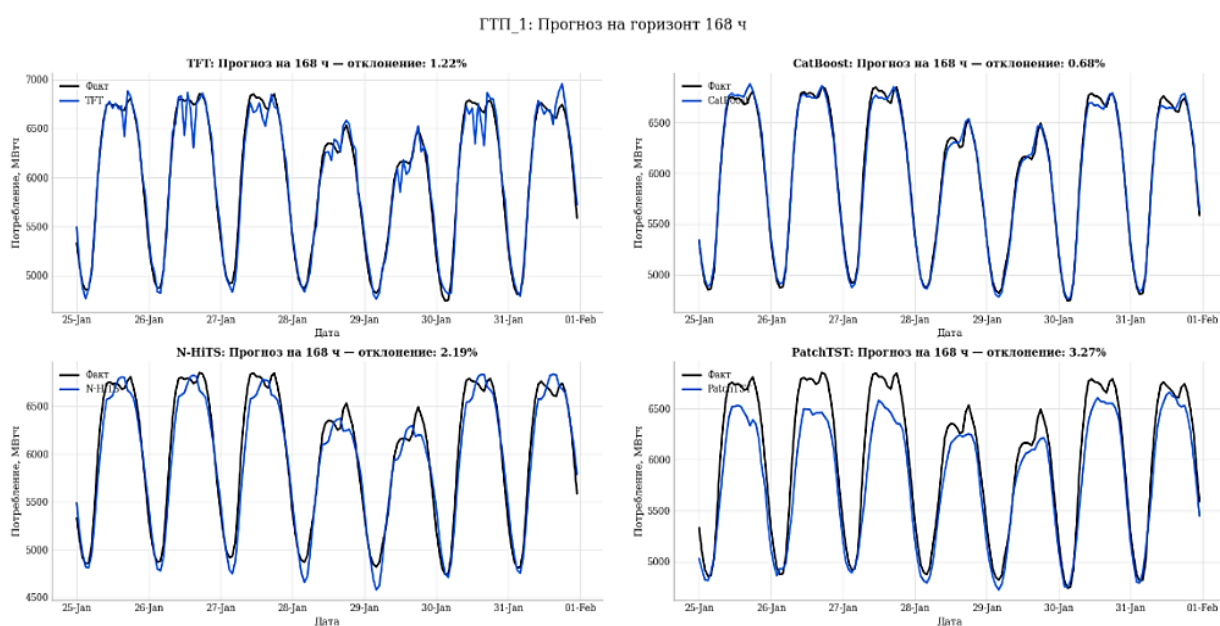 ГТП_1: Прогноз на горизонт 168 ч
TFT: Прогноз на 168 ч — отклонение: 1.22%
Потребление, МВтч
7000
6500
6000
5500
5000
Факт
TFT
25-Jan 26-Jan 27-Jan 28-Jan 29-Jan 30-Jan 31-Jan 01-Feb
Дата
CatBoost: Прогноз на 168 ч — отклонение: 0.68%
Потребление, МВтч
6500
6000
5500
5000
Факт
CatBoost
25-Jan 26-Jan 27-Jan 28-Jan 29-Jan 30-Jan 31-Jan 01-Feb
Дата
N-HiTS: Прогноз на 168 ч — отклонение: 2.19%
Потребление, МВтч
6500
6000
5500
5000
4500
Факт
N-HiTS
25-Jan 26-Jan 27-Jan 28-Jan 29-Jan 30-Jan 31-Jan 01-Feb
Дата
PatchTST: Прогноз на 168 ч — отклонение: 3.27%
Потребление, МВтч
6500
6000
5500
5000
Факт
PatchTST
25-Jan 26-Jan 27-Jan 28-Jan 29-Jan 30-Jan 31-Jan 01-Feb
Дата